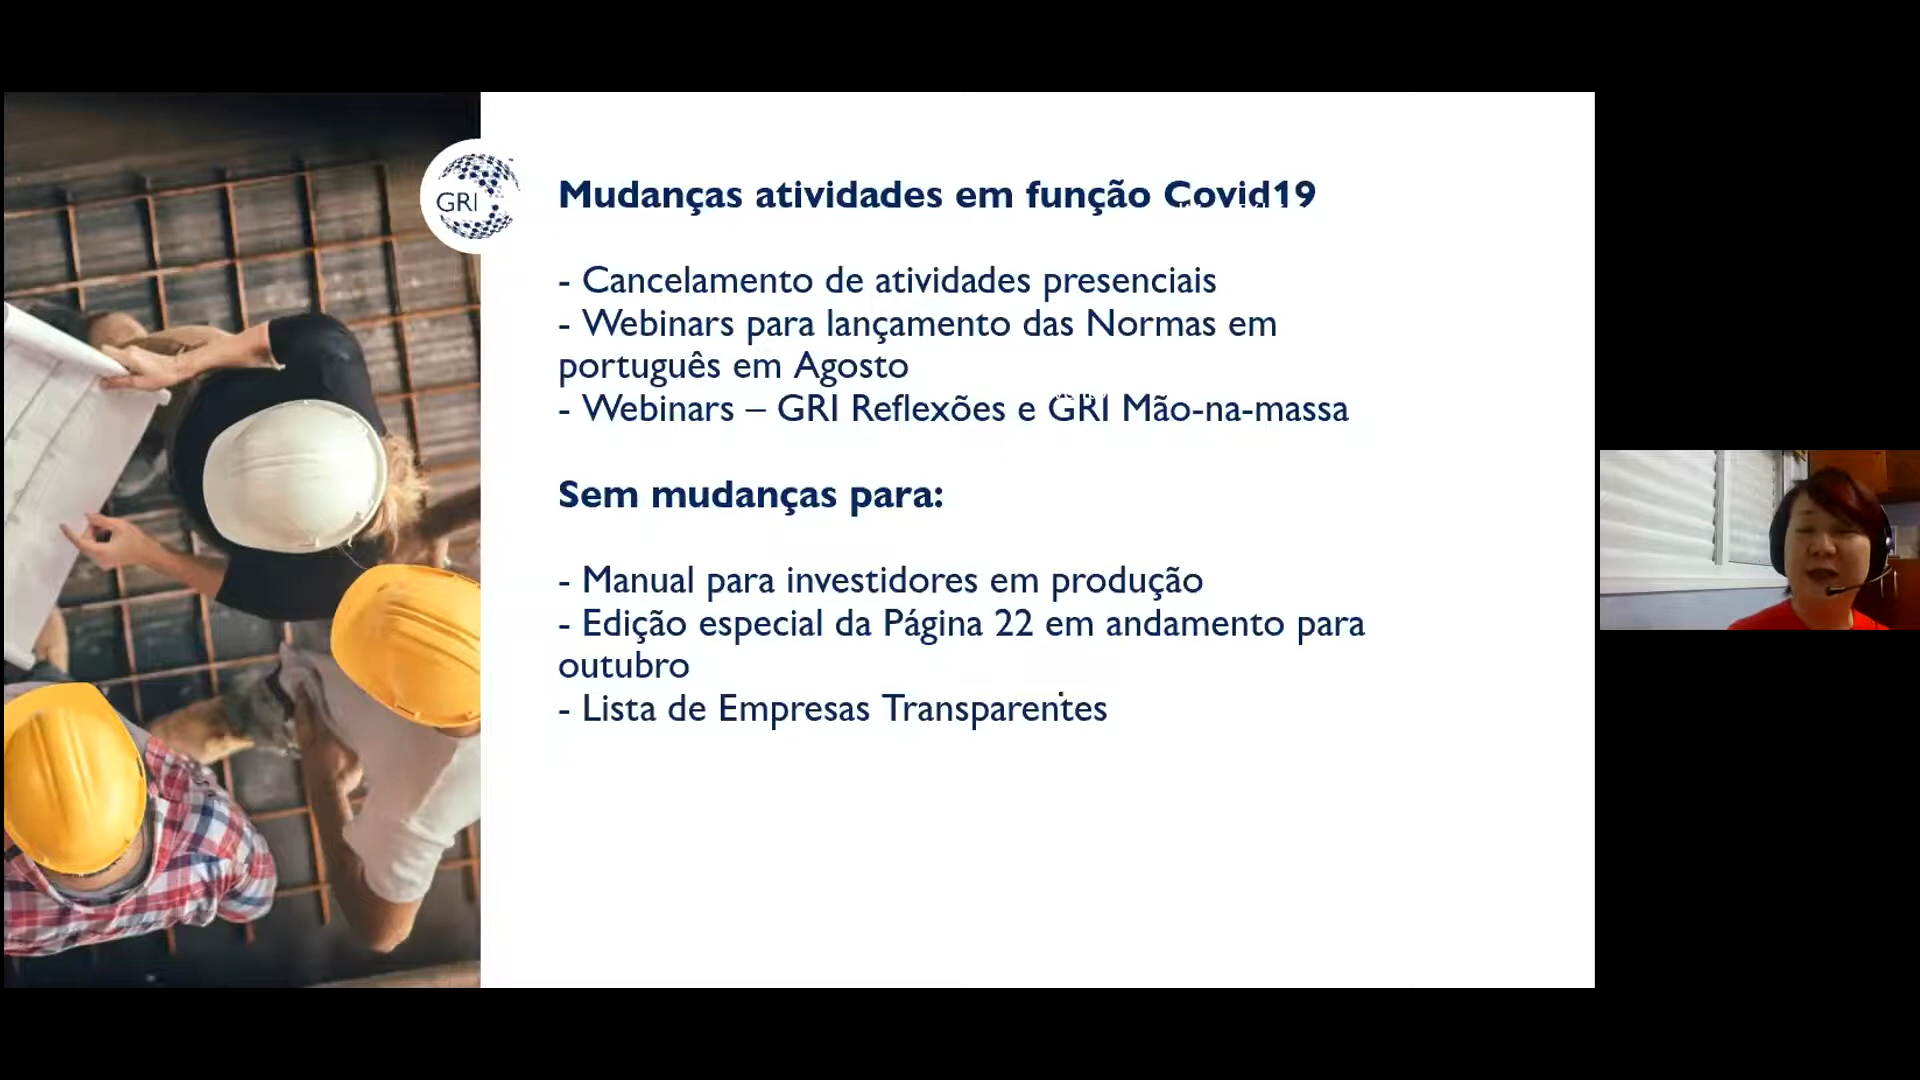 GRI
Mudanças atividades em função Covid19
- Cancelamento de atividades presenciais
- Webinars para lançamento das Normas em
português em Agosto
- Webinars – GRI Reflexões e GRI Mão-na-massa
Sem mudanças para:
- Manual para investidores em produção
- Edição especial da Página 22 em andamento para
outubro
- Lista de Empresas Transparentes